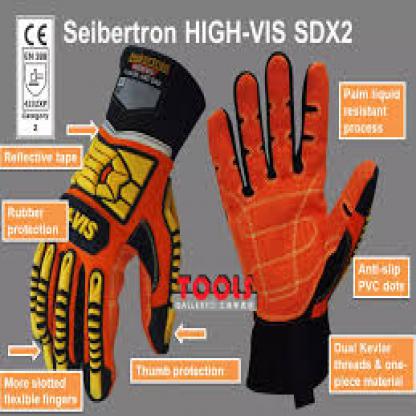 CE
Seibertron HIGH-VIS SDX2
EN 388
Category
2
Reflective tape
Rubber
protection
-VIS
More slotted
flexible fingers
Thumb protection
TOOLS
Palm liquid
resistant
process
Anti-slip
PVC dots
Dual Kevlar
threads & one-
piece material